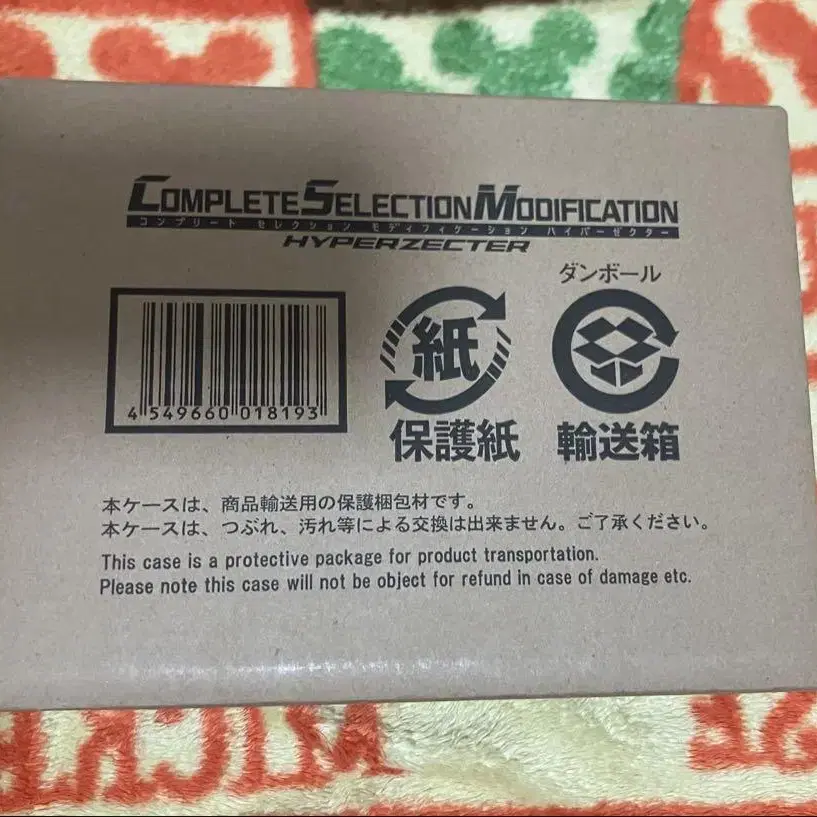 COMPLETE SELECTION MODIFICATION
コンプリート セレクション モディフィケーション ハイパーゼクター
HYPERZECTER
ダンボール
紙
4 549660 018193
保護紙 輸送箱
本ケースは、商品輸送用の保護梱包材です。
本ケースは、つぶれ、汚れ等による交換は出来ません。ご了承ください。
This case is a protective package for product transportation.
Please note this case will not be object for refund in case of damage etc.